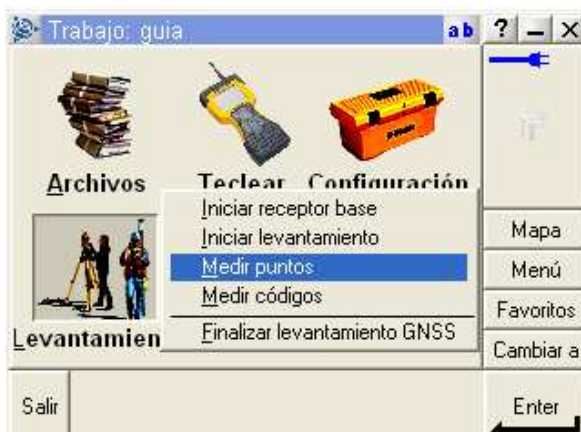 Trabajo: guia
ab
?
Archivos
Teclear
Configuración
Iniciar receptor base
Iniciar levantamiento
Medir puntos
Medir códigos
Finalizar levantamiento GNSS
Levantamien
Mapa
Menú
Favoritos
Cambiar a
Salir
Enter